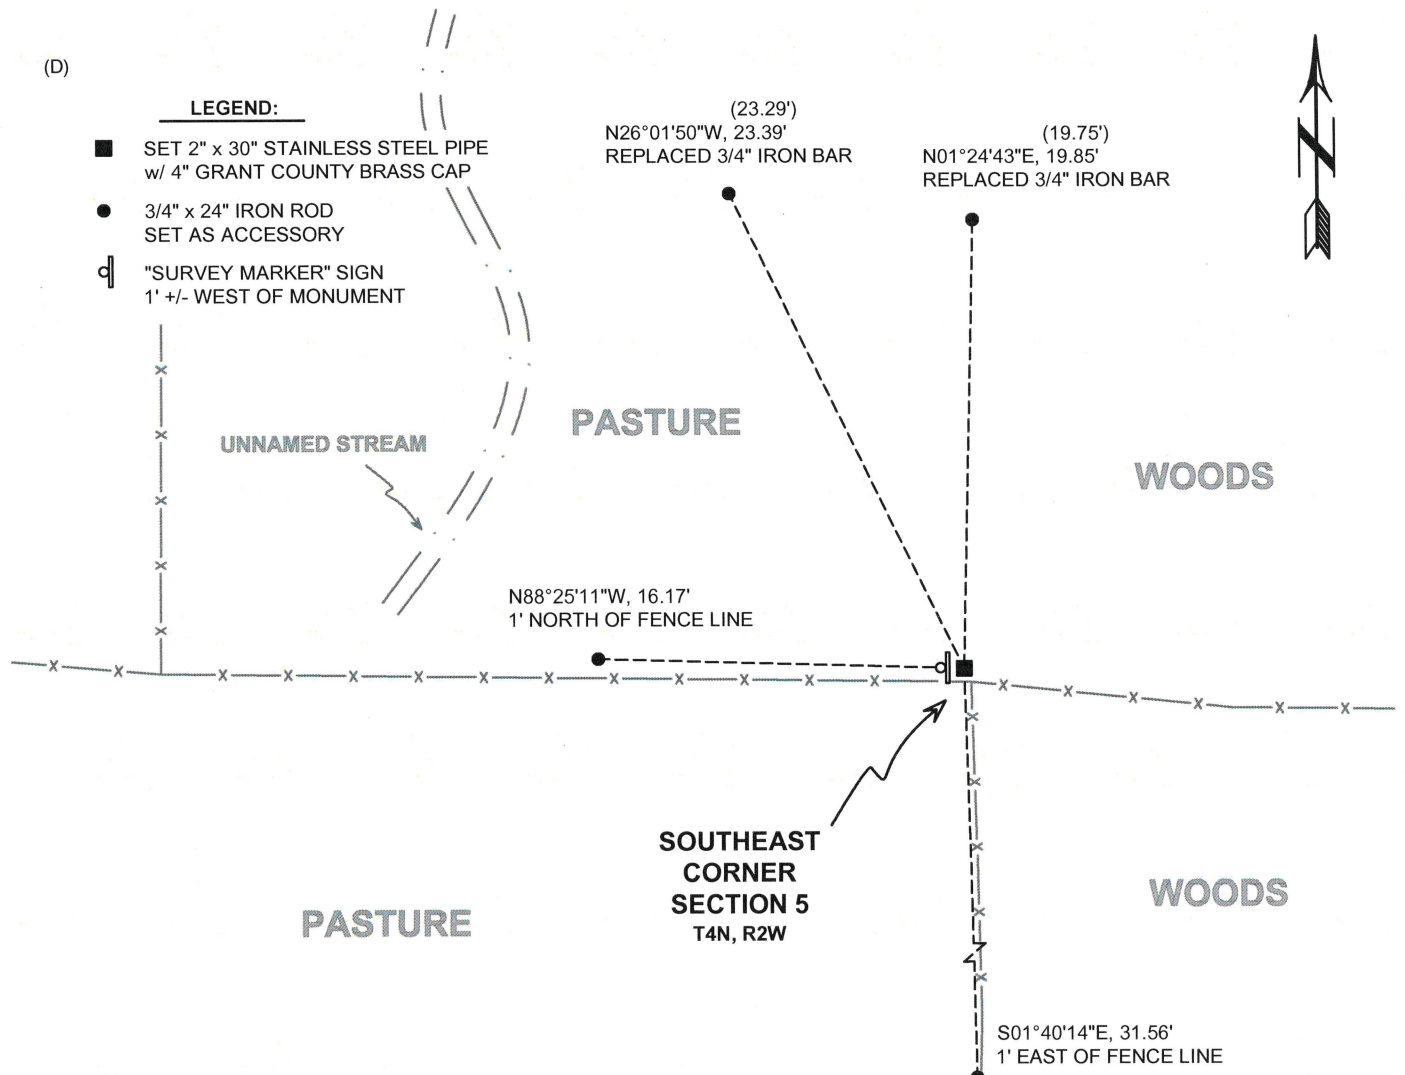 (D)
LEGEND:
SET 2" x 30" STAINLESS STEEL PIPE
w/ 4" GRANT COUNTY BRASS CAP
3/4" x 24" IRON ROD
SET AS ACCESSORY
"SURVEY MARKER" SIGN
1' +/- WEST OF MONUMENT
(23.29')
N26°01'50"W, 23.39'
REPLACED 3/4" IRON BAR
(19.75')
N01°24'43"E, 19.85'
REPLACED 3/4" IRON BAR
N
PASTURE
UNNAMED STREAM
WOODS
N88°25'11"W, 16.17'
1' NORTH OF FENCE LINE
SOUTHEAST
CORNER
SECTION 5
T4N, R2W
PASTURE
WOODS
S01°40'14"E, 31.56'
1' EAST OF FENCE LINE